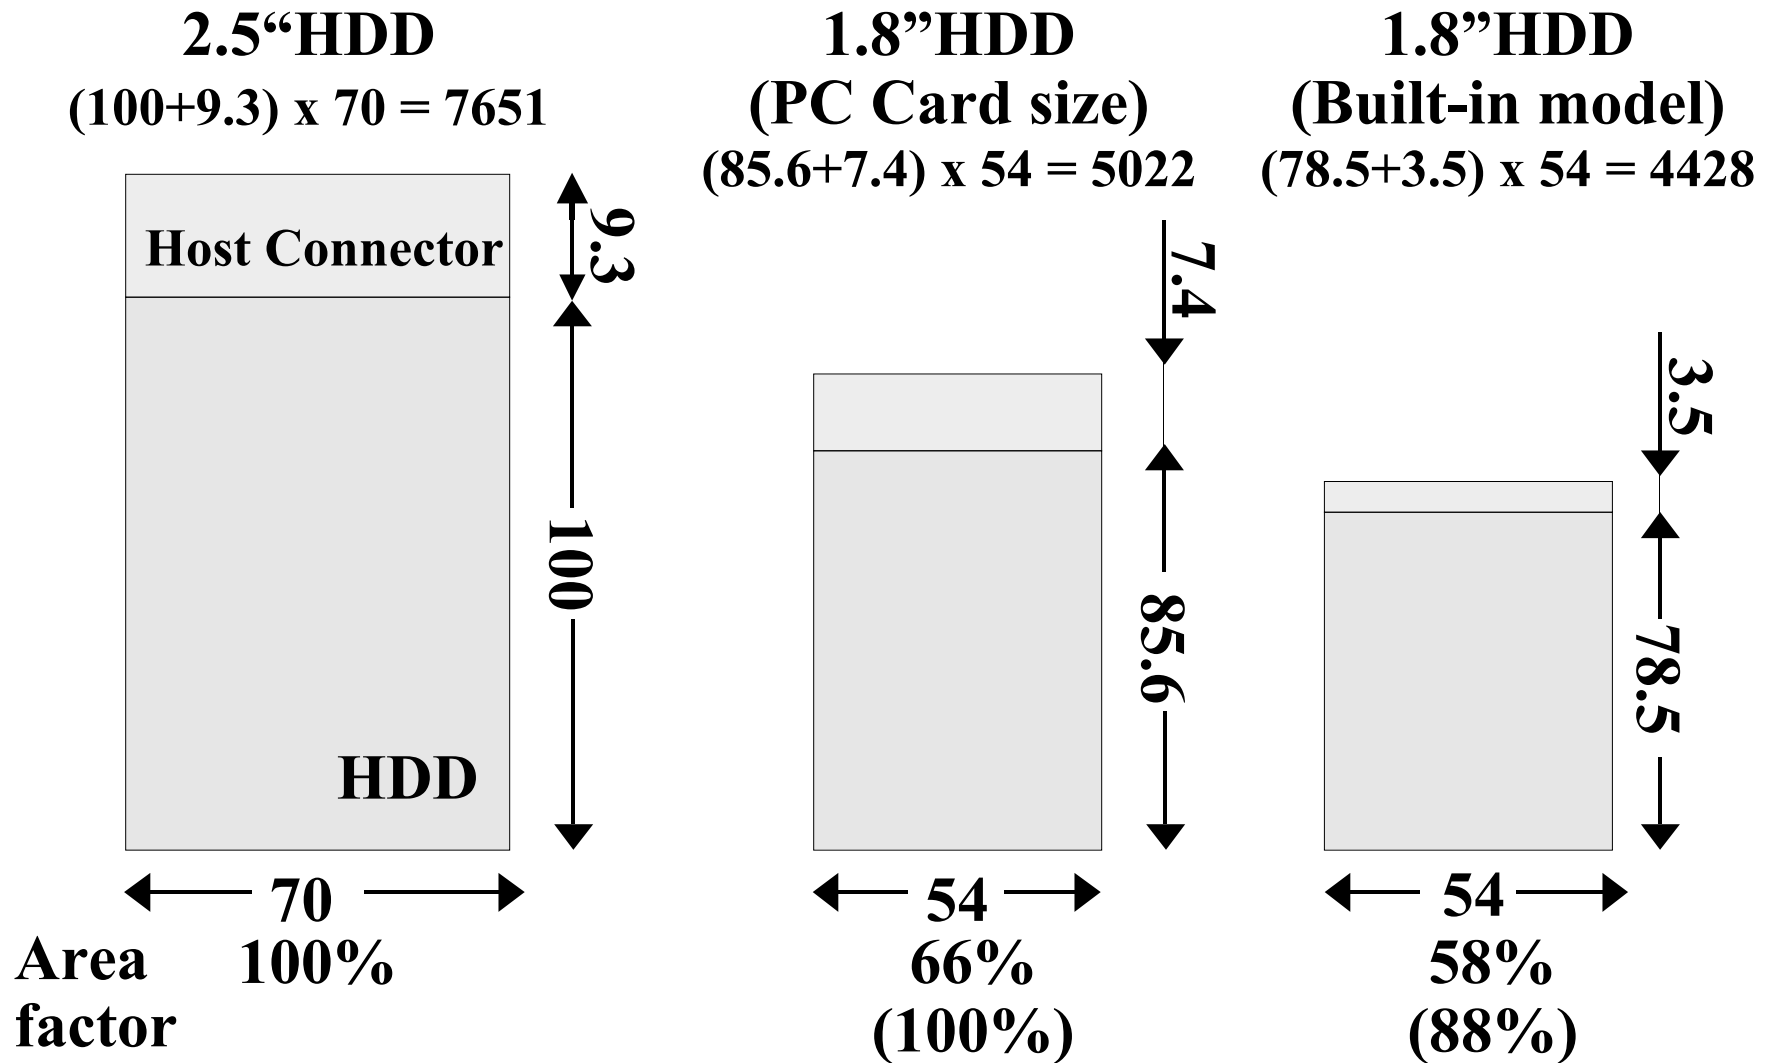 2.5“HDD
(100+9.3) x 70 = 7651
1.8”HDD
(PC Card size)
(85.6+7.4) x 54 = 5022
1.8”HDD
(Built-in model)
(78.5+3.5) x 54 = 4428
Host Connector
9.3
100
HDD
70
7.4
85.6
54
3.5
78.5
54
Area factor
100%
66%
(100%)
58%
(88%)